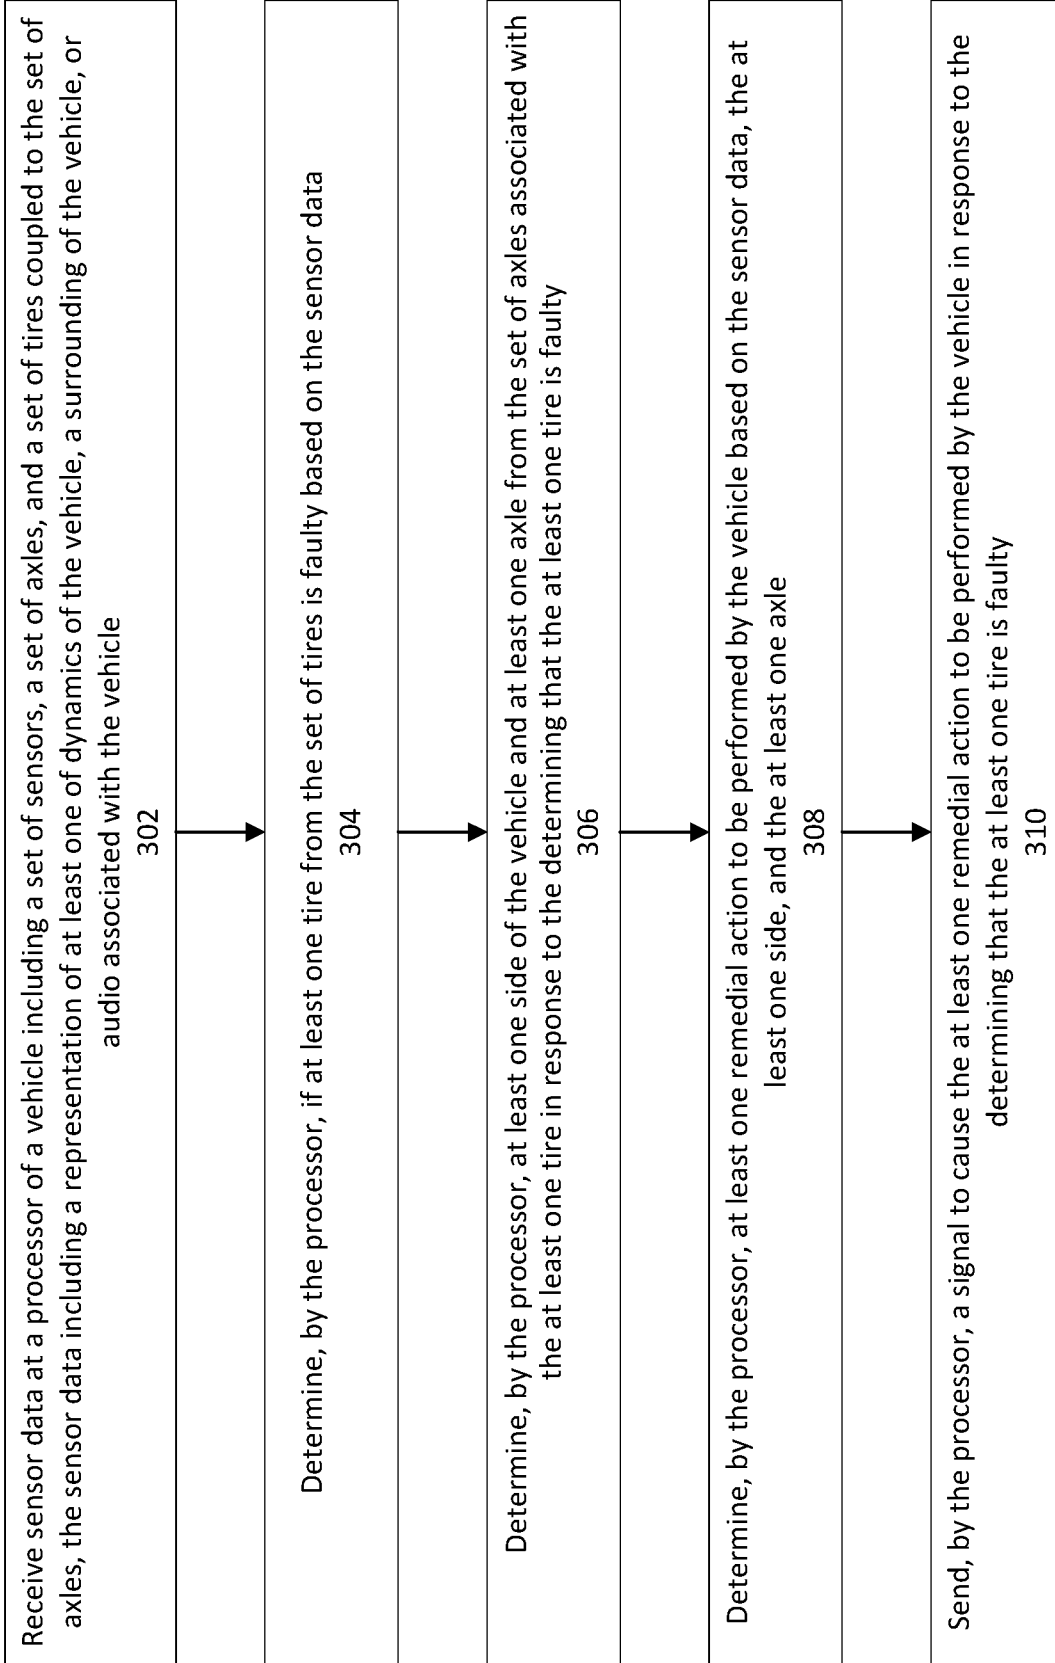 Receive sensor data at a processor of a vehicle including a set of sensors, a set of axles, and a set of tires coupled to the set of
axles, the sensor data including a representation of at least one of dynamics of the vehicle, a surrounding of the vehicle, or
audio associated with the vehicle
302
Determine, by the processor, if at least one tire from the set of tires is faulty based on the sensor data
304
Determine, by the processor, at least one side of the vehicle and at least one axle from the set of axles associated with
the at least one tire in response to the determining that the at least one tire is faulty
306
Determine, by the processor, at least one remedial action to be performed by the vehicle based on the sensor data, the at
least one side, and the at least one axle
308
Send, by the processor, a signal to cause the at least one remedial action to be performed by the vehicle in response to the
determining that the at least one tire is faulty
310